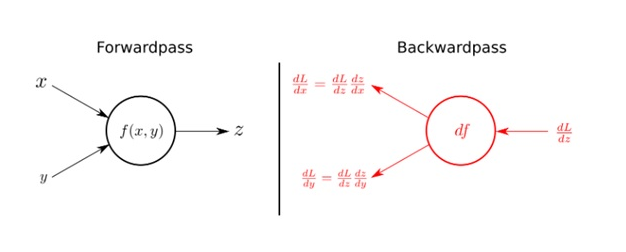 Forwardpass
x
f(x, y)
z
y
Backwardpass
dL/dx = dL/dz dz/dx
df
dL/dz
dL/dy = dL/dz dz/dy